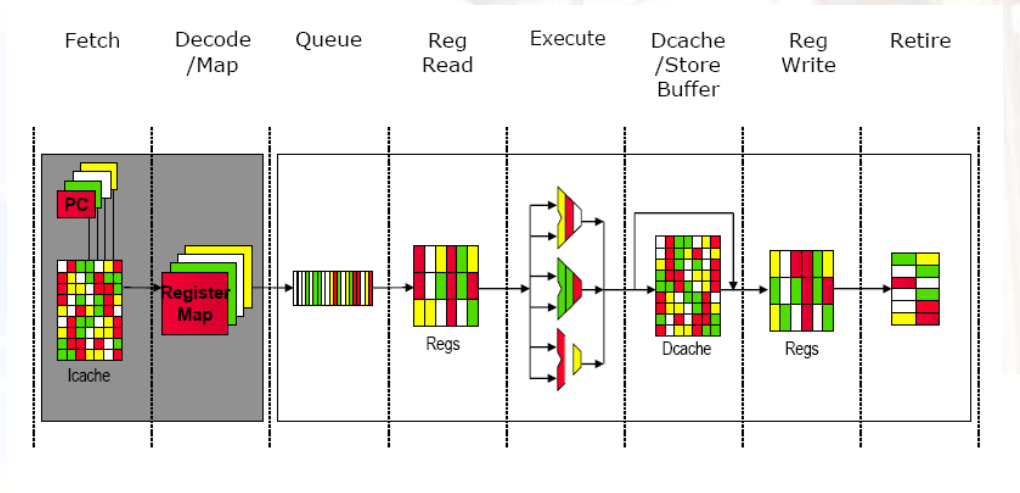 Fetch
Decode
/Map
Queue
Reg
Read
Execute
Dcache
/Store
Buffer
Reg
Write
Retire
PC
Register
Map
Icache
Regs
Dcache
Regs